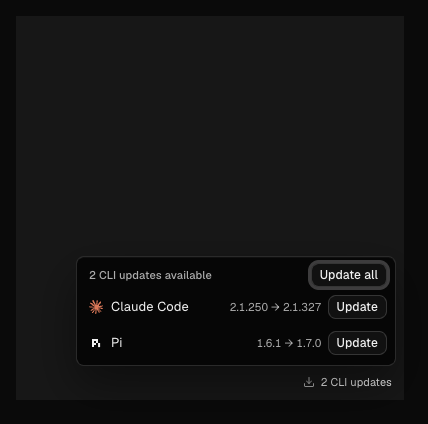 2 CLI updates available Update all
Claude Code 2.1.250 → 2.1.327 Update
Pi 1.6.1 → 1.7.0 Update
2 CLI updates